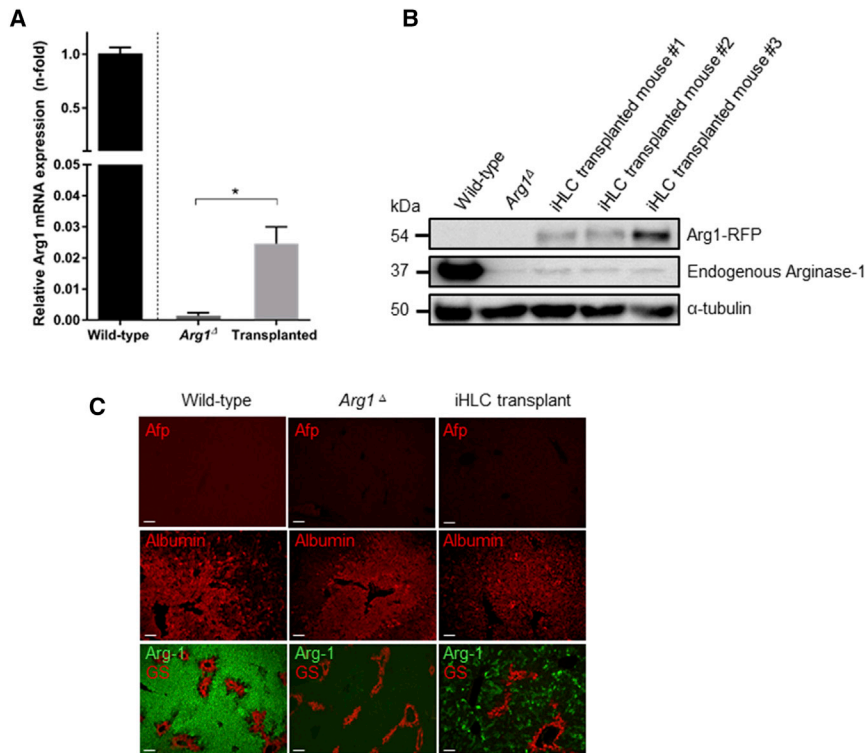 A
Relative Arg1 mRNA expression (n-fold)
1.0
0.5
0.05
0.04
0.03
0.02
0.01
0.00
*
Wild-type
Arg1Δ
Transplanted
B
Wild-type
Arg1Δ
iHLC transplanted mouse #1
iHLC transplanted mouse #2
iHLC transplanted mouse #3
kDa
54
Arg1-RFP
37
Endogenous Arginase-1
50
α-tubulin
C
Wild-type
Arg1 Δ
iHLC transplant
Afp
Afp
Afp
Albumin
Albumin
Albumin
Arg-1
GS
Arg-1
GS
Arg-1
GS